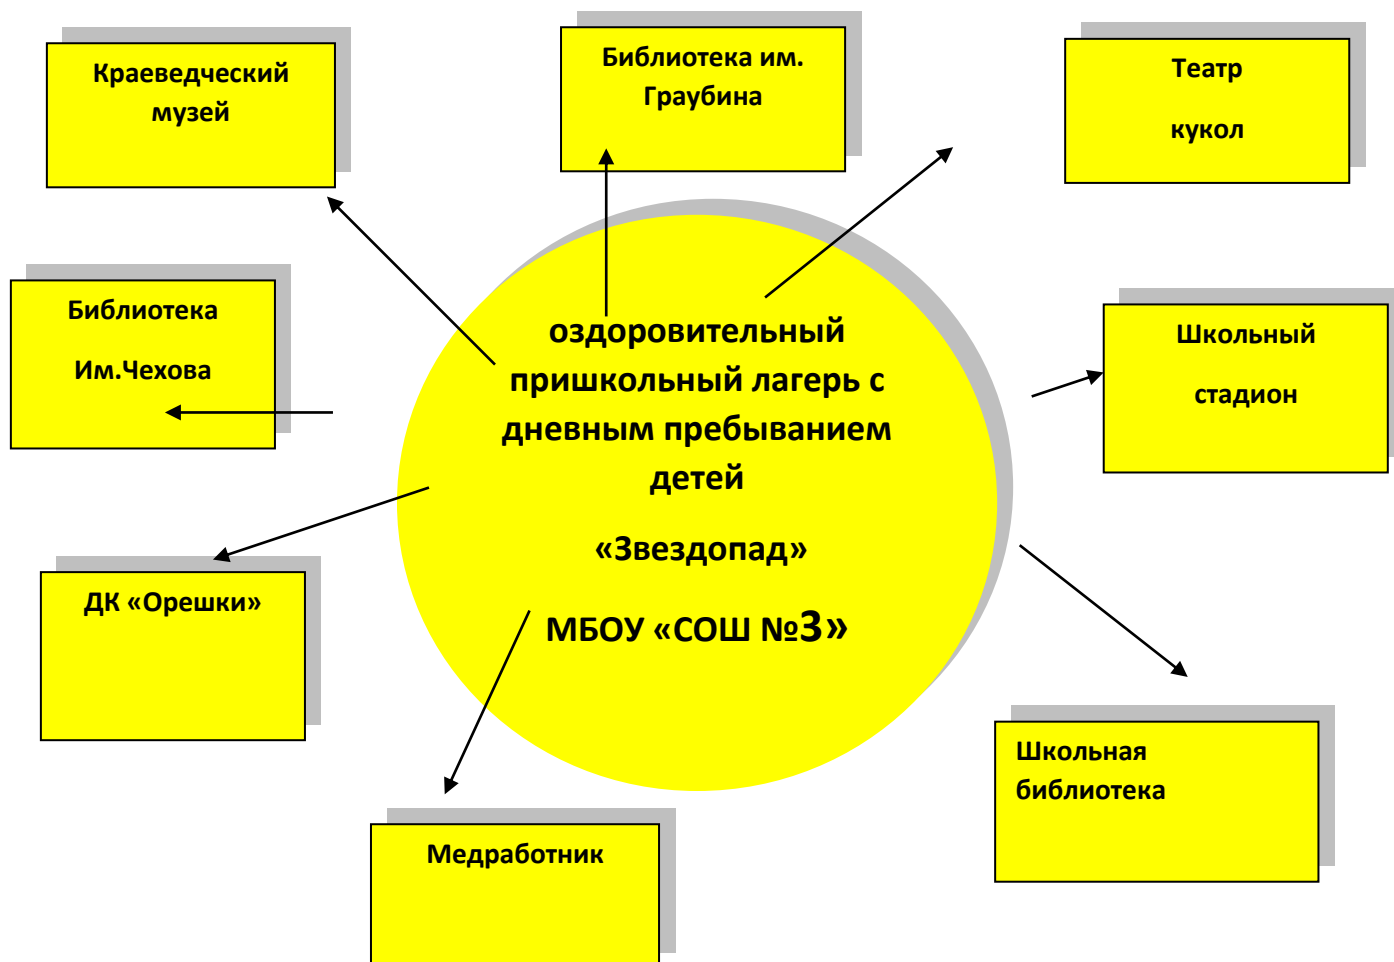 Краеведческий
музей
Библиотека им.
Граубина
Театр
кукол
Библиотека
Им.Чехова
оздоровительный
пришкольный лагерь с
дневным пребыванием
детей
«Звездопад»
МБОУ «СОШ №3»
Школьный
стадион
ДК «Орешки»
Школьная
библиотека
Медработник